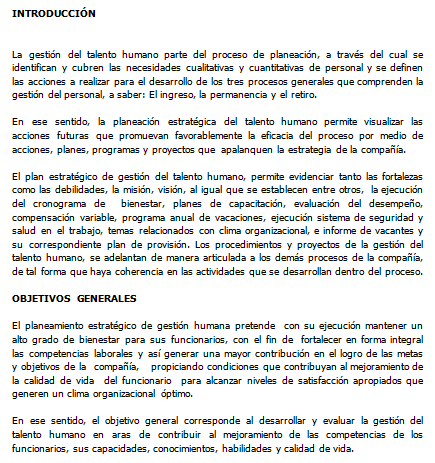 INTRODUCCIÓN
La gestión del talento humano parte del proceso de planeación, a través del cual se
identifican y cubren las necesidades cualitativas y cuantitativas de personal y se definen
las acciones a realizar para el desarrollo de los tres procesos generales que comprenden la
gestión del personal, a saber: El ingreso, la permanencia y el retiro.
En ese sentido, la planeación estratégica del talento humano permite visualizar las
acciones futuras que promuevan favorablemente la eficacia del proceso por medio de
acciones, planes, programas y proyectos que apalanquen la estrategia de la compañía.
El plan estratégico de gestión del talento humano, permite evidenciar tanto las fortalezas
como las debilidades, la misión, visión, al igual que se establecen entre otros, la ejecución
del cronograma de bienestar, planes de capacitación, evaluación del desempeño,
compensación variable, programa anual de vacaciones, ejecución sistema de seguridad y
salud en el trabajo, temas relacionados con clima organizacional, e informe de vacantes y
su correspondiente plan de provisión. Los procedimientos y proyectos de la gestión del
talento humano, se adelantan de manera articulada a los demás procesos de la compañía,
de tal forma que haya coherencia en las actividades que se desarrollan dentro del proceso.
OBJETIVOS GENERALES
El planeamiento estratégico de gestión humana pretende con su ejecución mantener un
alto grado de bienestar para sus funcionarios, con el fin de fortalecer en forma integral
las competencias laborales y así generar una mayor contribución en el logro de las metas
y objetivos de la compañía, propiciando condiciones que contribuyan al mejoramiento de
la calidad de vida del funcionario para alcanzar niveles de satisfacción apropiados que
generen un clima organizacional óptimo.
En ese sentido, el objetivo general corresponde al desarrollar y evaluar la gestión del
talento humano en aras de contribuir al mejoramiento de las competencias de los
funcionarios, sus capacidades, conocimientos, habilidades y calidad de vida.